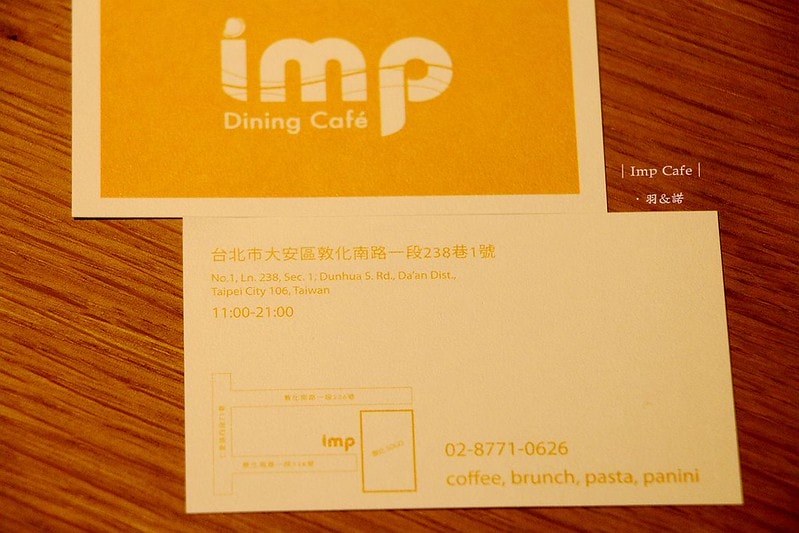 imp
Dining Café
| Imp Cafe |
· 羽&諾
台北市大安區敦化南路一段238巷1號
No.1, Ln. 238, Sec. 1, Dunhua S. Rd., Da'an Dist.,
Taipei City 106, Taiwan
11:00-21:00
imp
02-8771-0626
coffee, brunch, pasta, panini